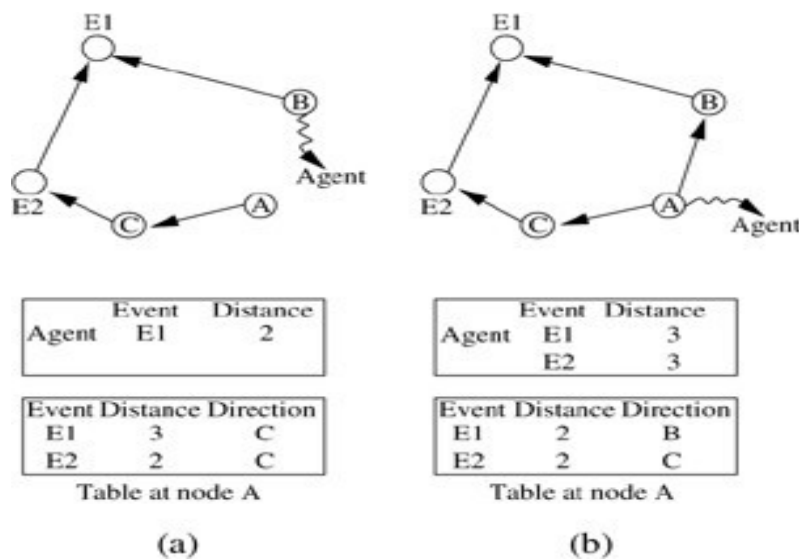 E1
B
Agent
A
E2
C
E1
B
A
E2
C
Agent
Event Distance
Agent E1 2
Event Distance Direction
E1 3 C
E2 2 C
Table at node A
(a)
Event Distance
Agent E1 3
E2 3
Event Distance Direction
E1 2 B
E2 2 C
Table at node A
(b)